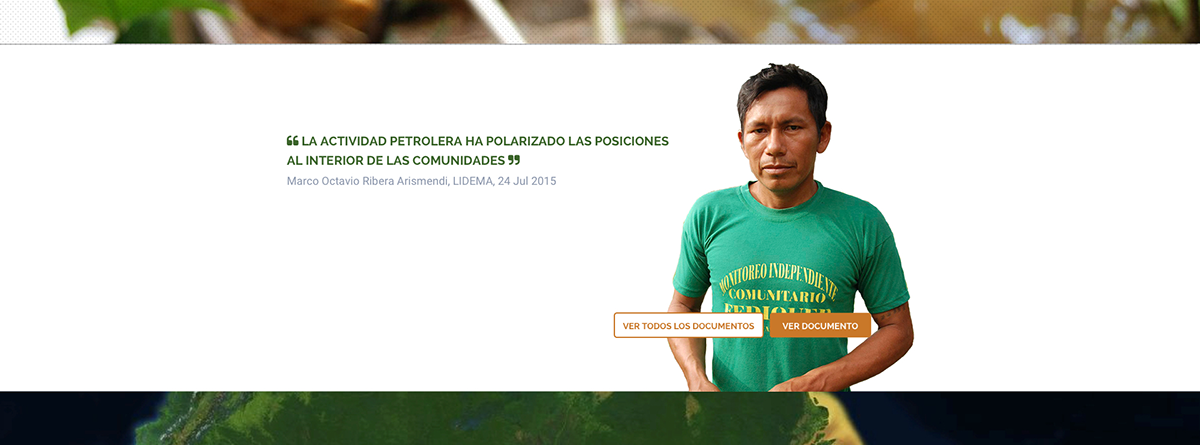 ❝ LA ACTIVIDAD PETROLERA HA POLARIZADO LAS POSICIONES
AL INTERIOR DE LAS COMUNIDADES ❞
Marco Octavio Ribera Arismendi, LIDEMA, 24 Jul 2015
MONITOREO INDEPENDIENTE
COMUNITARIO
VER TODOS LOS DOCUMENTOS
VER DOCUMENTO